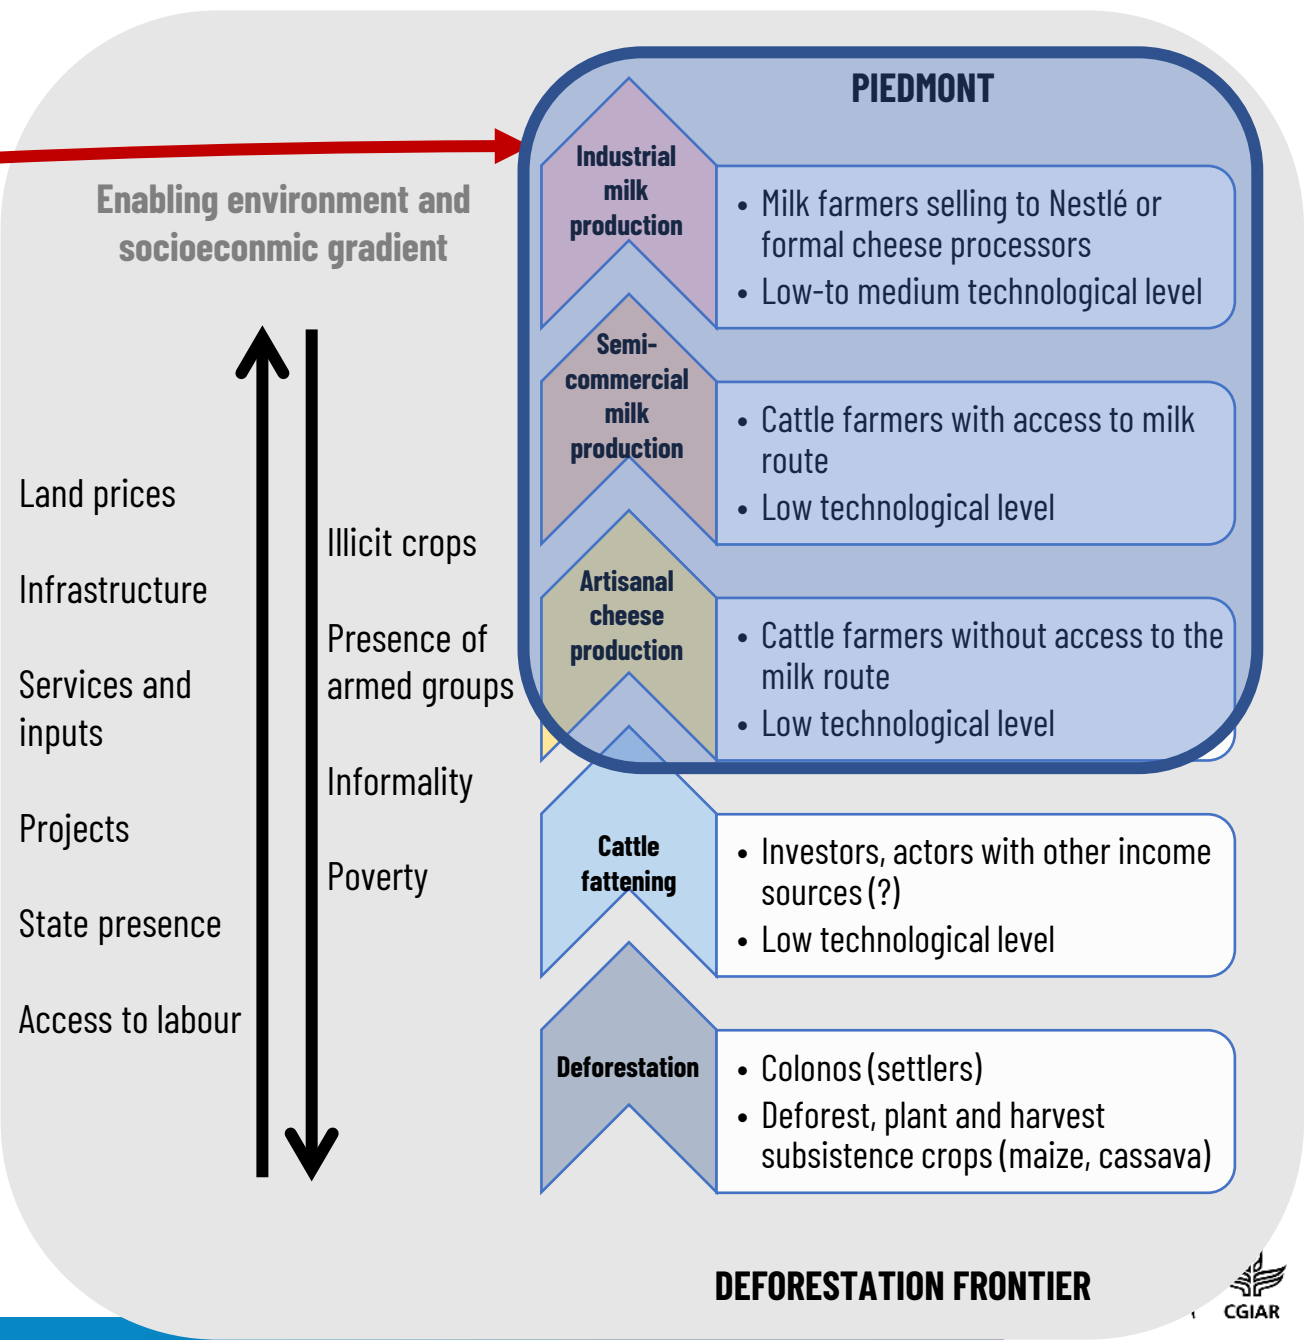 PIEDMONT
Enabling environment and
socioeconmic gradient
Land prices
Infrastructure
Services and
inputs
Projects
State presence
Access to labour
Illicit crops
Presence of
armed groups
Informality
Poverty
Industrial
milk
production
• Milk farmers selling to Nestlé or
formal cheese processors
• Low-to medium technological level
Semi-
commercial
milk
production
• Cattle farmers with access to milk
route
• Low technological level
Artisanal
cheese
production
• Cattle farmers without access to the
milk route
• Low technological level
Cattle
fattening
• Investors, actors with other income
sources (?)
• Low technological level
Deforestation
• Colonos (settlers)
• Deforest, plant and harvest
subsistence crops (maize, cassava)
DEFORESTATION FRONTIER
CGIAR